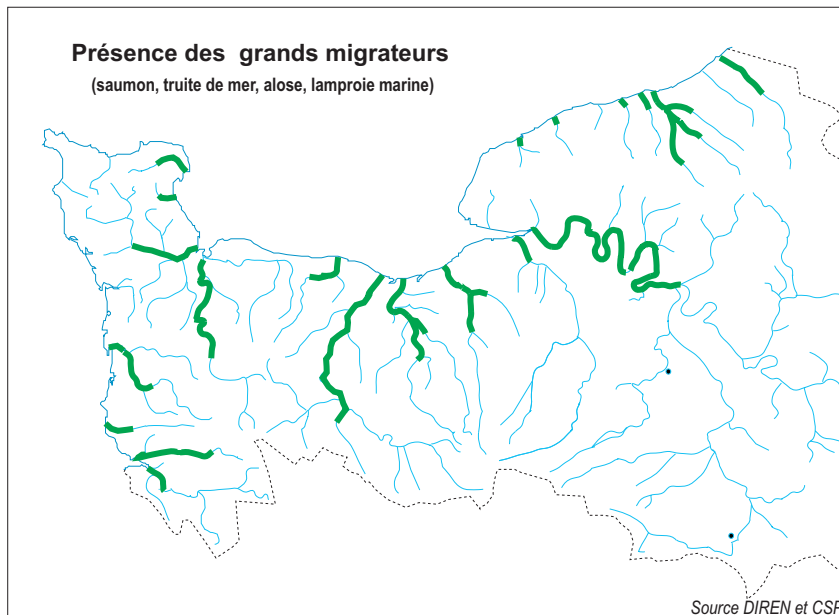 Présence des grands migrateurs
(saumon, truite de mer, alose, lamproie marine)
Source DIREN et CSP